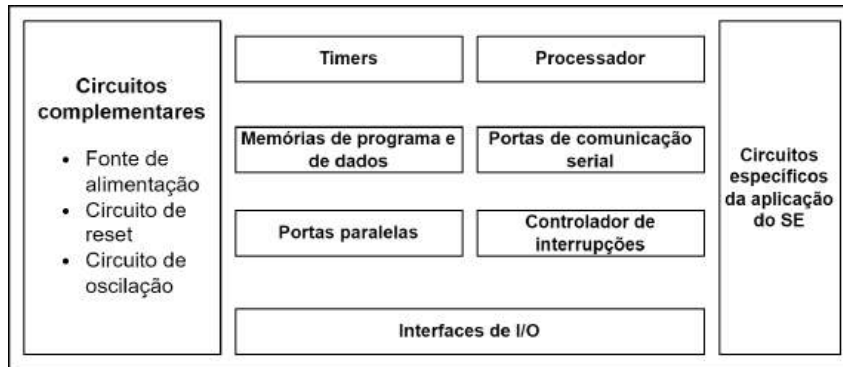 Circuitos
complementares
• Fonte de
alimentação
• Circuito de
reset
• Circuito de
oscilação
Timers
Processador
Memórias de programa e
de dados
Portas de comunicação
serial
Portas paralelas
Controlador de
interrupções
Interfaces de I/O
Circuitos
específicos
da aplicação
do SE